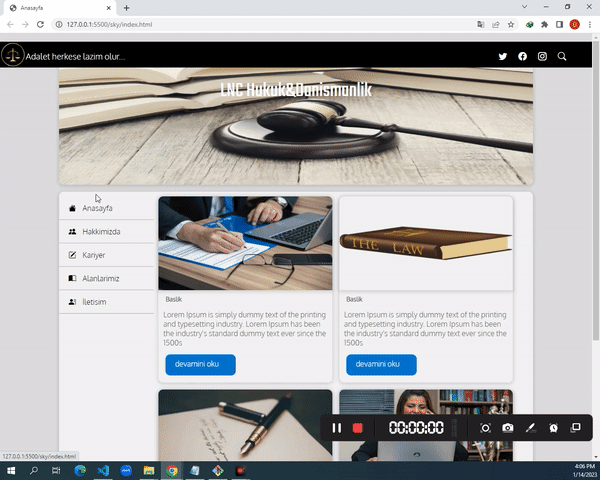 Anasayfa
127.0.0.1:5500/sky/index.html
Adalet herkese lazim olur...
LNC Hukuk&Danismanlik
Anasayfa
Hakkimizda
Kariyer
Alanlarimiz
İletisim
THE LAW
Baslik
Lorem Ipsum is simply dummy text of the printing
and typesetting industry. Lorem Ipsum has been
the industry's standard dummy text ever since the
1500s
devamini oku
Baslik
Lorem Ipsum is simply dummy text of the printing
and typesetting industry. Lorem Ipsum has been
the industry's standard dummy text ever since the
1500s
devamini oku
00:00:00
127.0.0.1:5500/sky/index.html
4:06 PM
1/14/2023